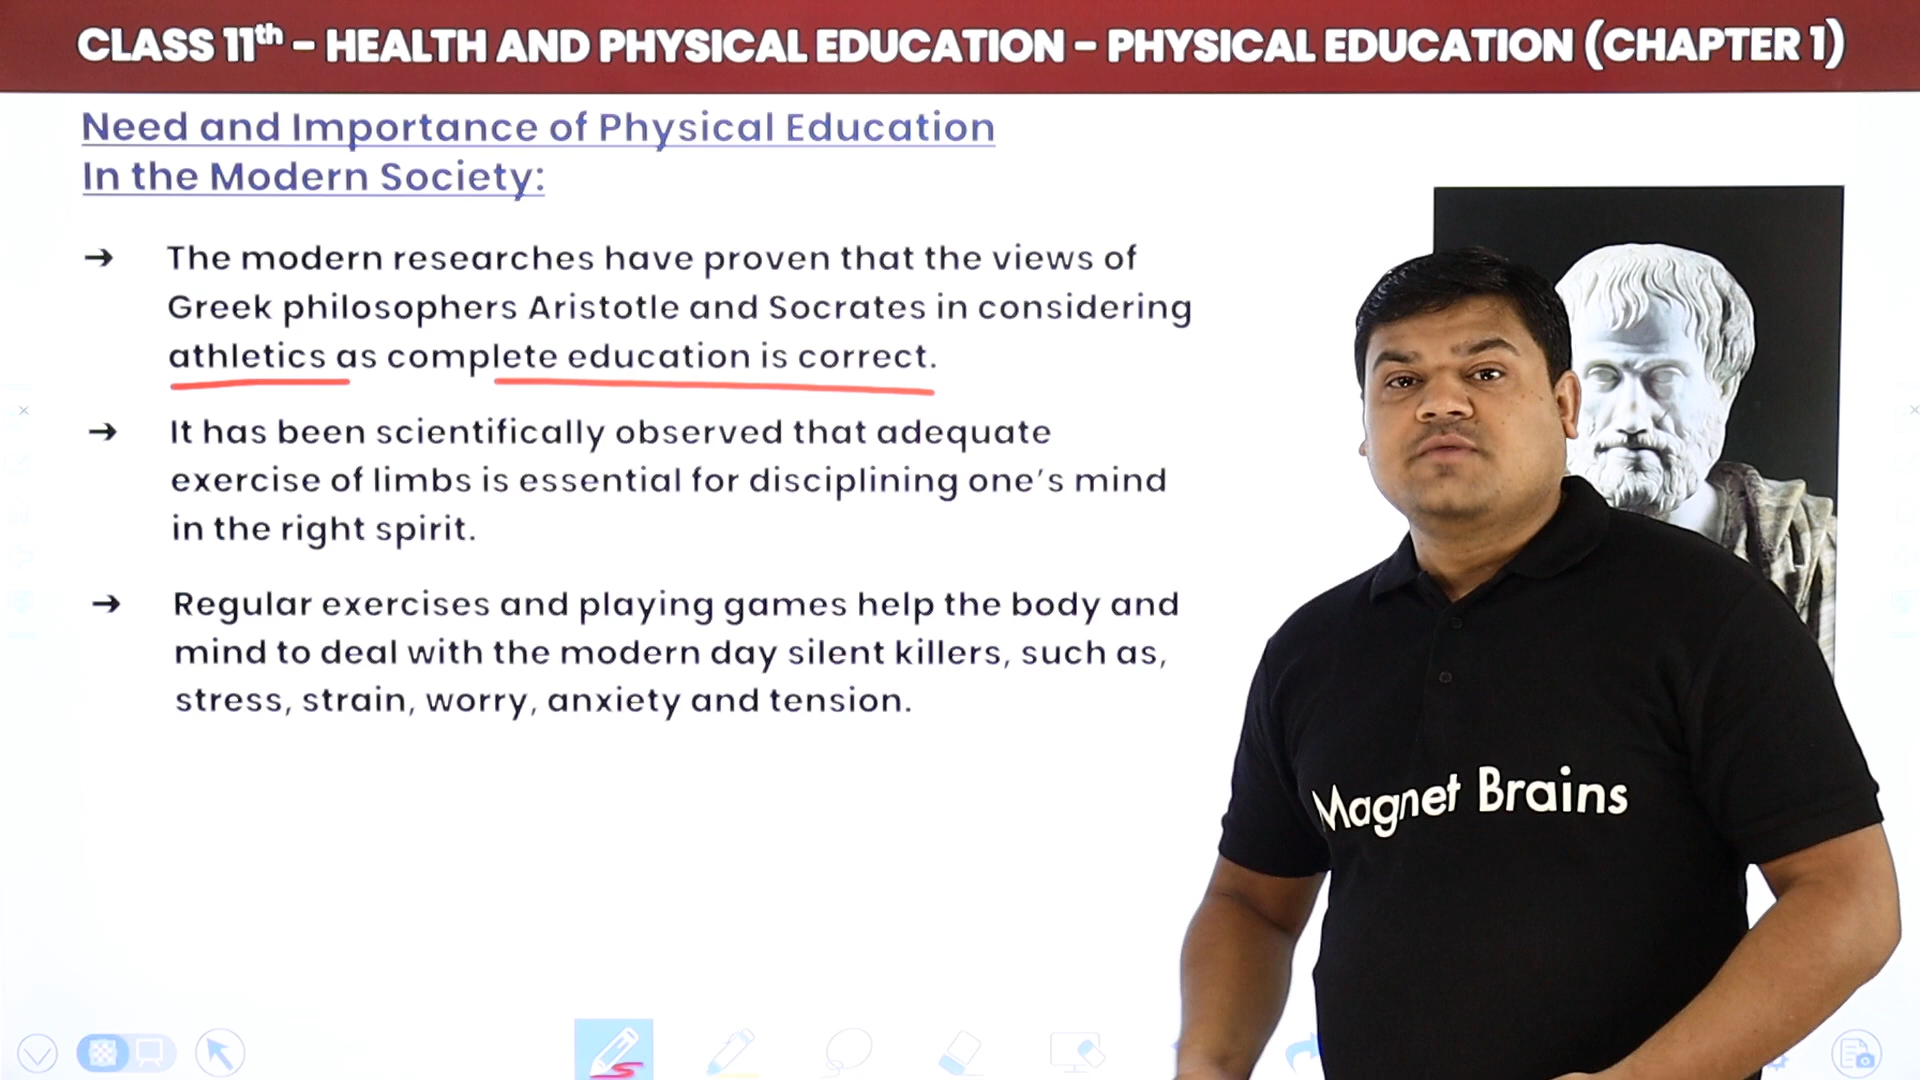 CLASS 11th – HEALTH AND PHYSICAL EDUCATION – PHYSICAL EDUCATION (CHAPTER 1)
Need and Importance of Physical Education
In the Modern Society:
➔ The modern researches have proven that the views of
Greek philosophers Aristotle and Socrates in considering
athletics as complete education is correct.
➔ It has been scientifically observed that adequate
exercise of limbs is essential for disciplining one’s mind
in the right spirit.
➔ Regular exercises and playing games help the body and
mind to deal with the modern day silent killers, such as,
stress, strain, worry, anxiety and tension.
Magnet Brains